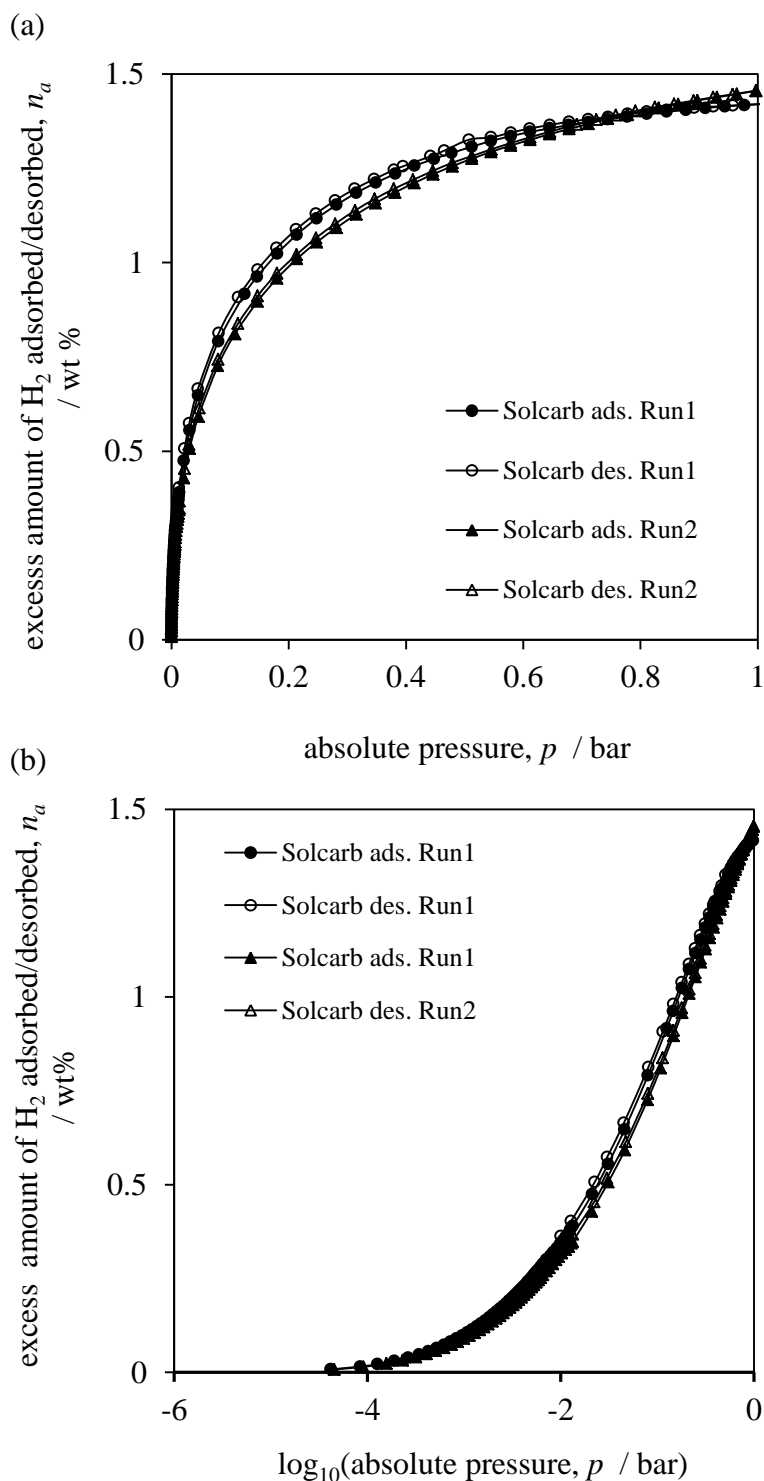 (a)
excesss amount of H₂ adsorbed/desorbed, nₐ
/ wt %
1.5
1
0.5
0
Solcarb ads. Run1
Solcarb des. Run1
Solcarb ads. Run2
Solcarb des. Run2
0 0.2 0.4 0.6 0.8 1
absolute pressure, p / bar
(b)
excess amount of H₂ adsorbed/desorbed, nₐ
/ wt%
1.5
1
0.5
0
Solcarb ads. Run1
Solcarb des. Run1
Solcarb ads. Run1
Solcarb des. Run2
-6 -4 -2 0
log₁₀(absolute pressure, p / bar)